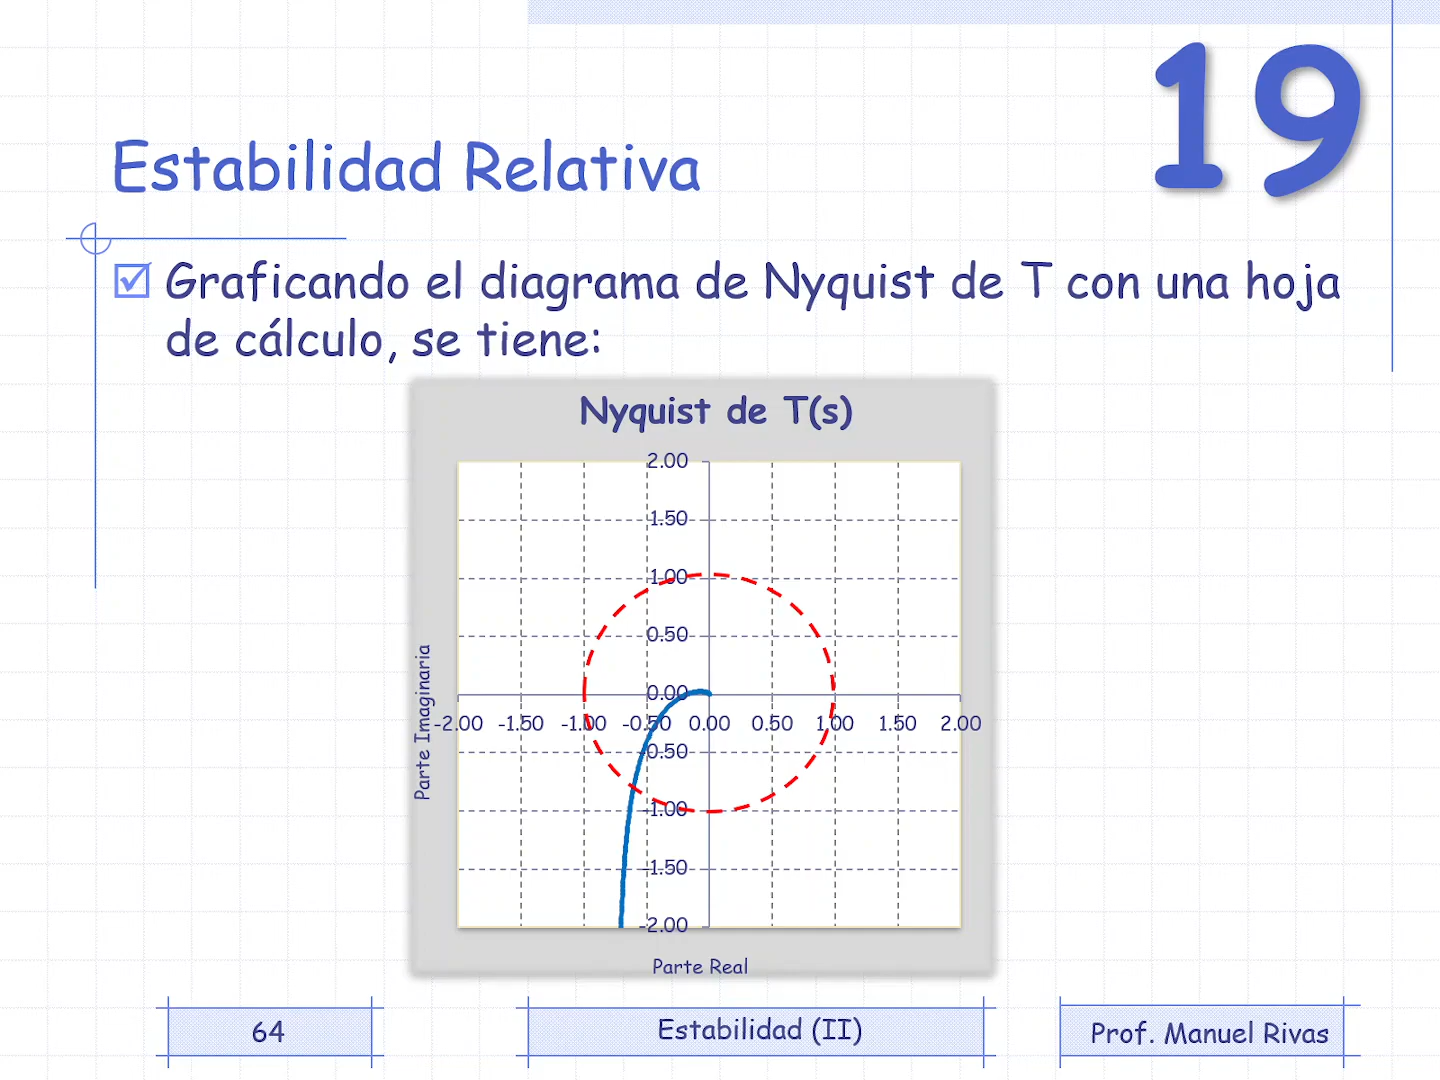 19
Estabilidad Relativa
Graficando el diagrama de Nyquist de T con una hoja
de cálculo, se tiene:
Nyquist de T(s)
2.00
1.50
1.00
0.50
0.00
-2.00 -1.50 -1.00 -0.50 0.00 0.50 1.00 1.50 2.00
-0.50
-1.00
-1.50
-2.00
Parte Imaginaria
Parte Real
64
Estabilidad (II)
Prof. Manuel Rivas